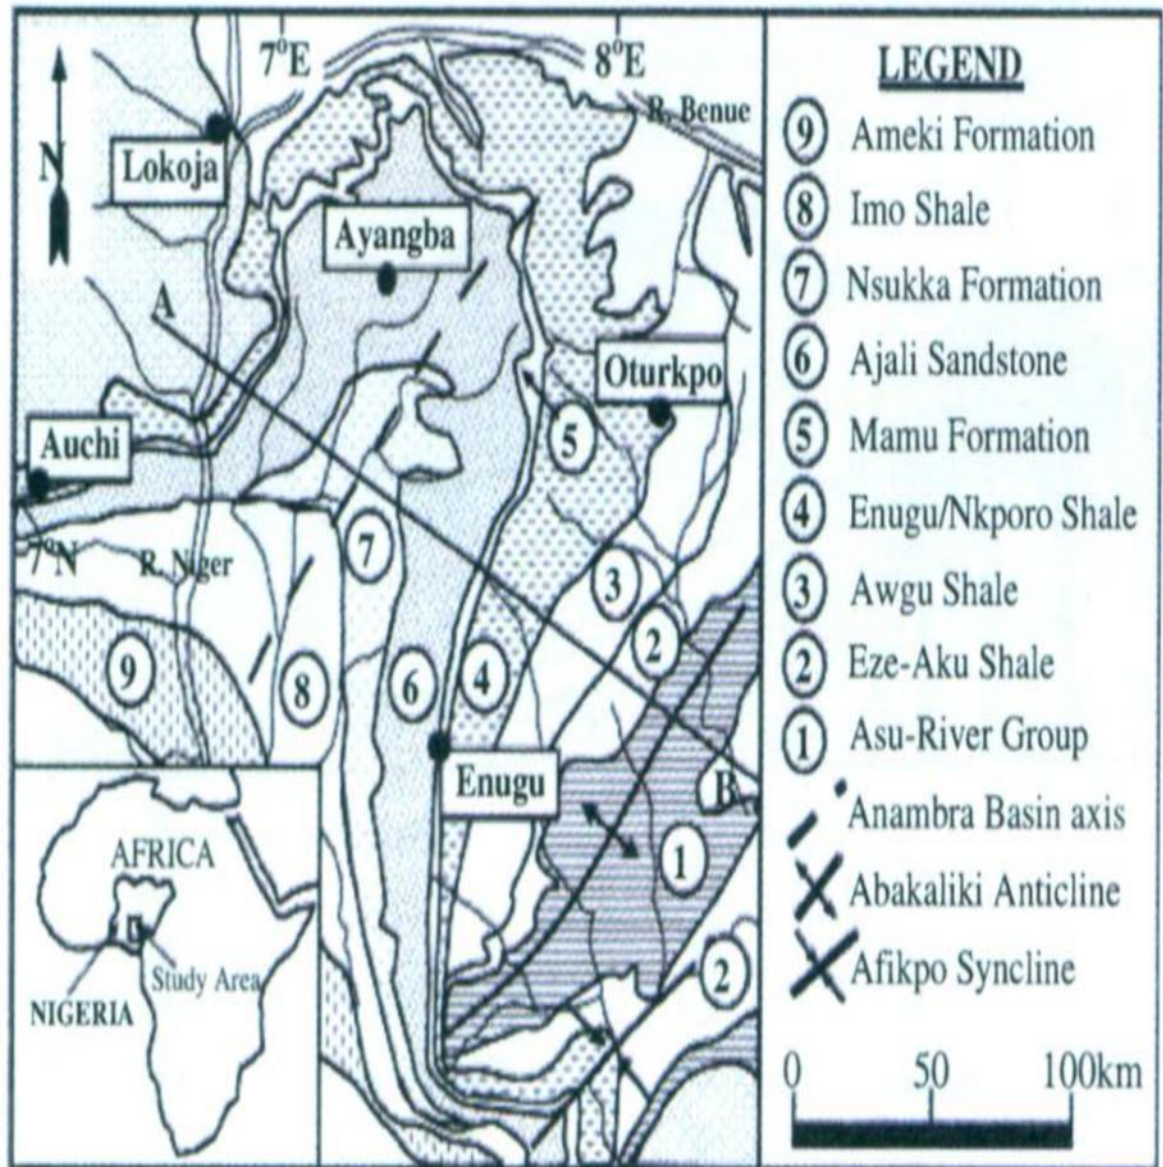 7°E
8°E
R. Benue
N
Lokoja
Ayangba
A
Oturkpo
Auchi
5
7°N
R. Niger
7
3
2
9
8
6
4
Enugu
B
1
2
AFRICA
Study Area
NIGERIA
LEGEND
9 Ameki Formation
8 Imo Shale
7 Nsukka Formation
6 Ajali Sandstone
5 Mamu Formation
4 Enugu/Nkporo Shale
3 Awgu Shale
2 Eze-Aku Shale
1 Asu-River Group
Anambra Basin axis
Abakaliki Anticline
Afikpo Syncline
0 50 100km